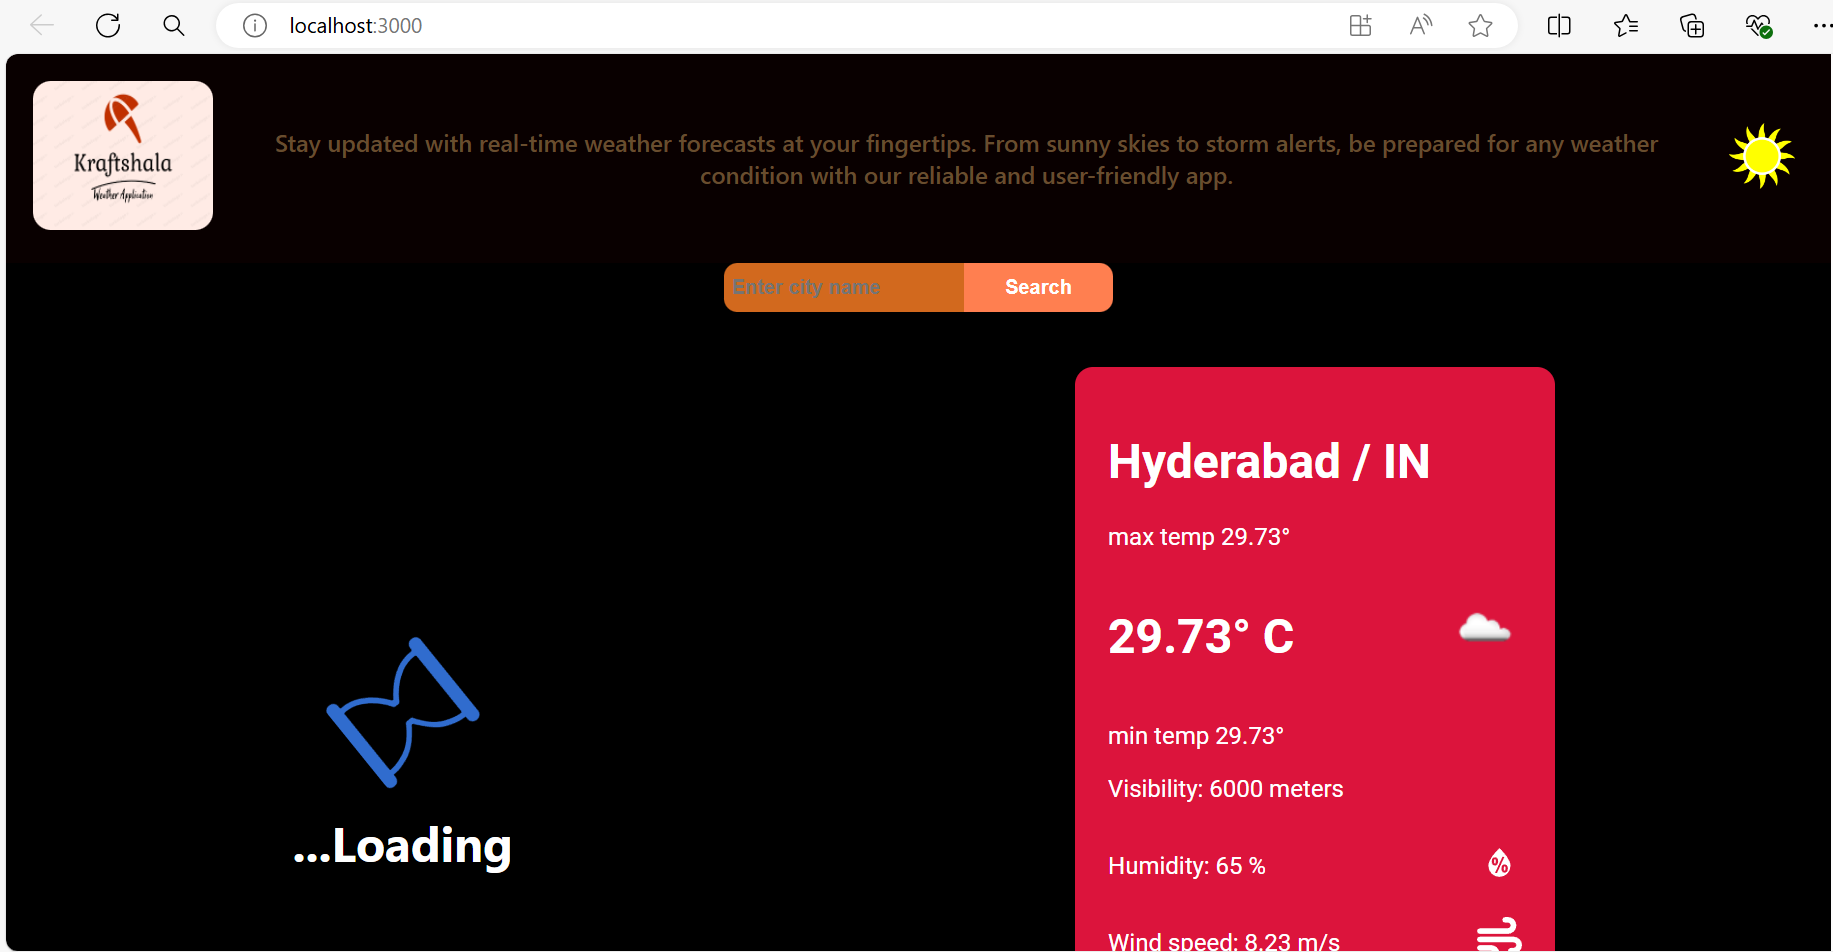 localhost:3000
Kraftshala
Weather Application
Stay updated with real-time weather forecasts at your fingertips. From sunny skies to storm alerts, be prepared for any weather
condition with our reliable and user-friendly app.
Enter city name
Search
Hyderabad / IN
max temp 29.73°
29.73° C
min temp 29.73°
Visibility: 6000 meters
...Loading
Humidity: 65 %
%
Wind speed: 8.23 m/s